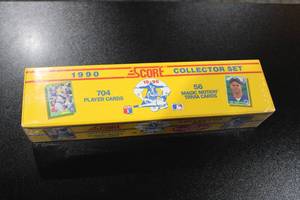 1990 SCORE COLLECTOR SET
704
PLAYER CARDS
56
MAGIC MOTION
TRIVIA CARDS